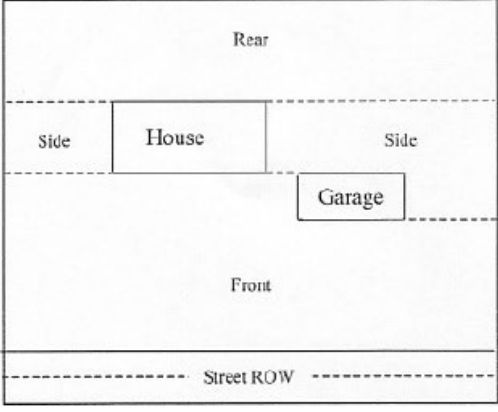 Rear
Side
House
Side
Garage
Front
Street ROW